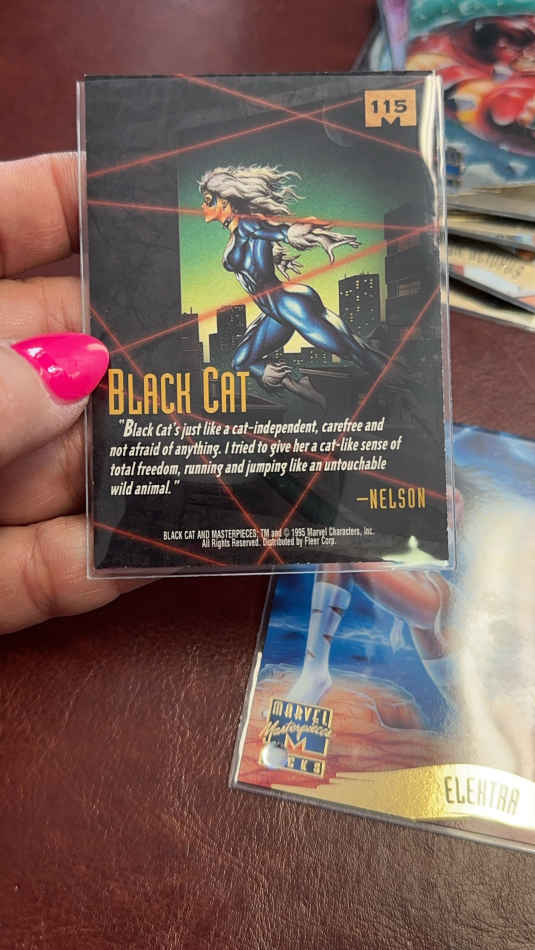 115
M
BLACK CAT
"Black Cat's just like a cat-independent, carefree and
not afraid of anything. I tried to give her a cat-like sense of
total freedom, running and jumping like an untouchable
wild animal."
—NELSON
BLACK CAT AND MASTERPIECES: TM and © 1995 Marvel Characters, Inc.
All Rights Reserved. Distributed by Fleer Corp.
MARVEL
Masterpieces
M
ELEKTRA